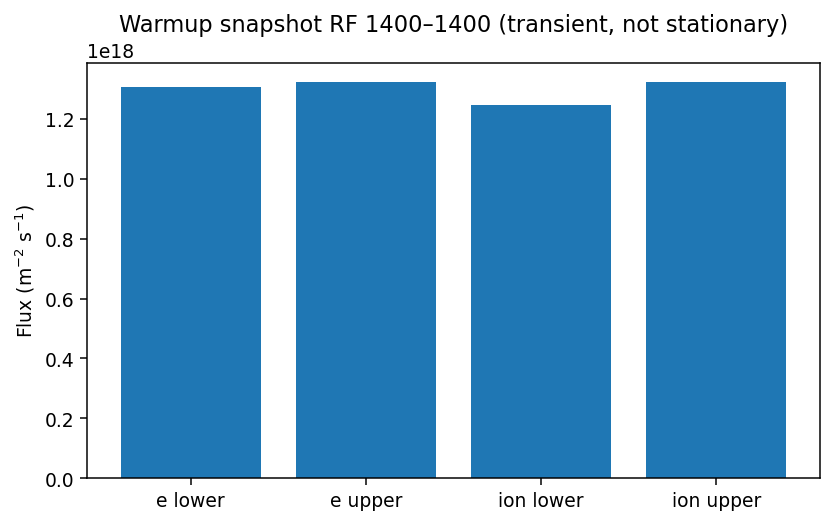 Warmup snapshot RF 1400–1400 (transient, not stationary)
1e18
1.2
1.0
0.8
0.6
0.4
0.2
0.0
Flux (m⁻² s⁻¹)
e lower e upper ion lower ion upper